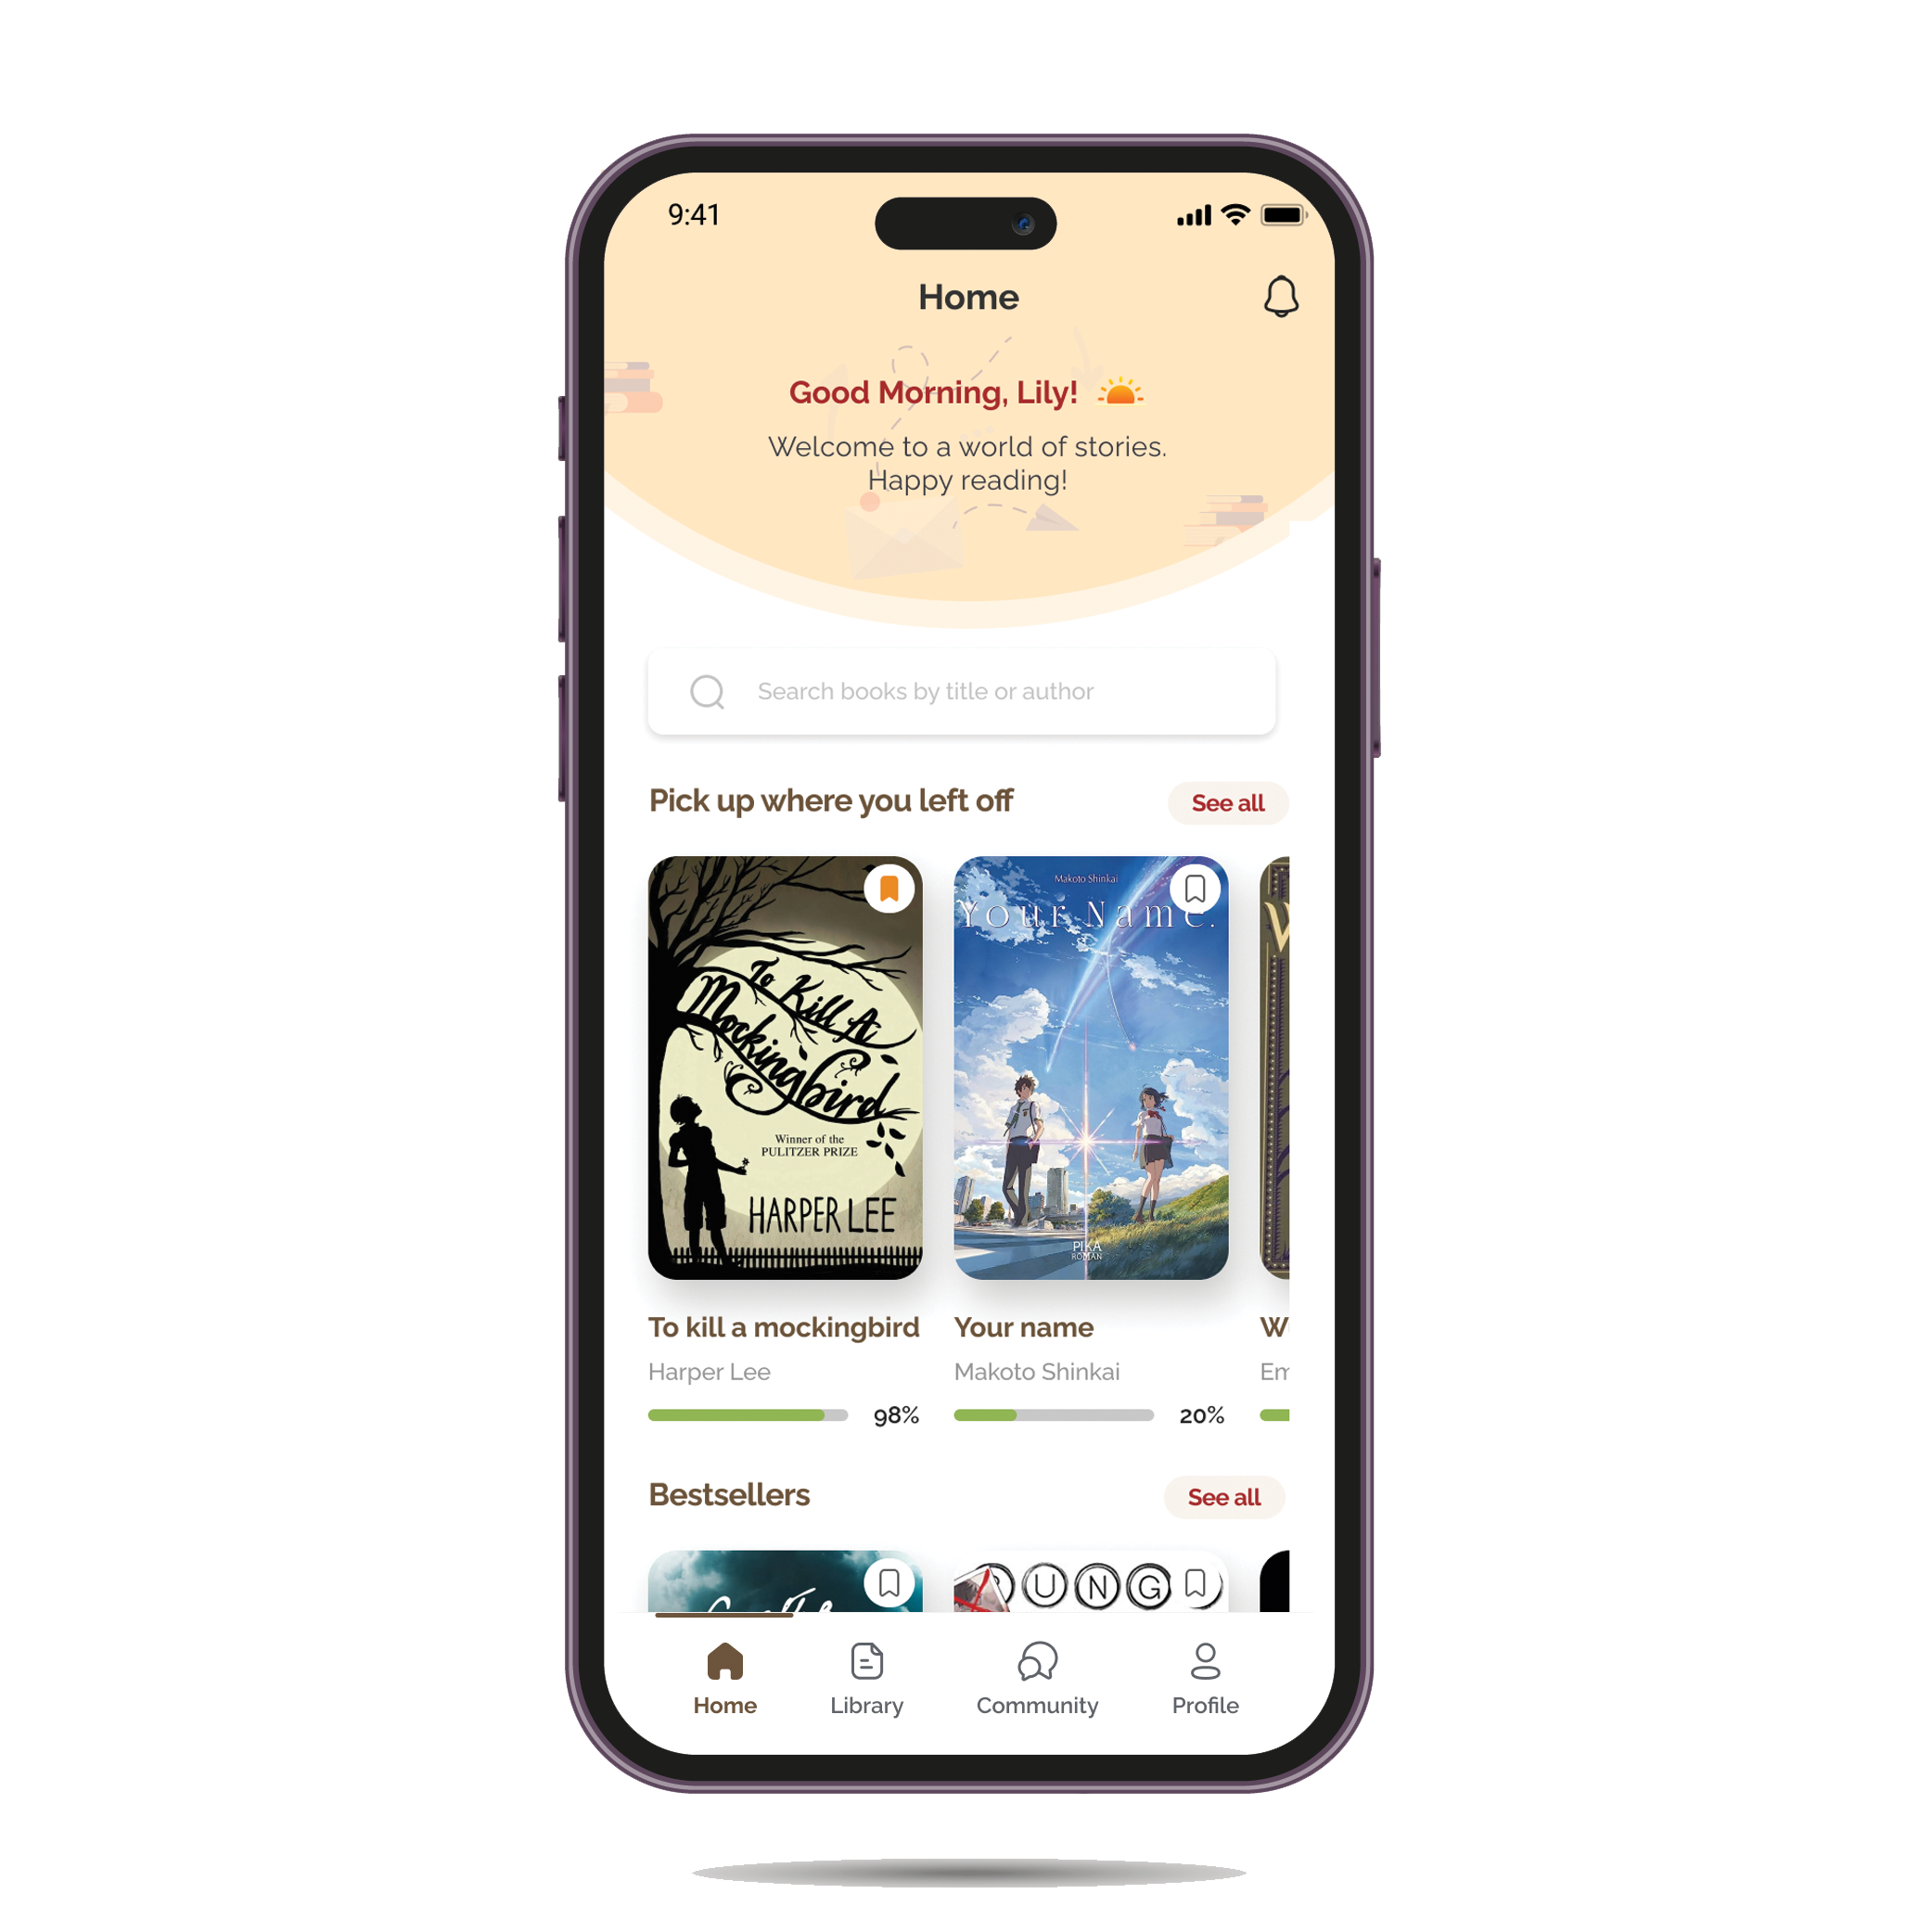 9:41
Home
Good Morning, Lily!
Welcome to a world of stories.
Happy reading!
Search books by title or author
Pick up where you left off
See all
To Kill A
Mockingbird
Winner of the
PULITZER PRIZE
HARPER LEE
Makoto Shinkai
Your Name.
PIKA
ROMAN
To kill a mockingbird
Harper Lee
98%
Your name
Makoto Shinkai
20%
W
Em
Bestsellers
See all
UNG
Home
Library
Community
Profile